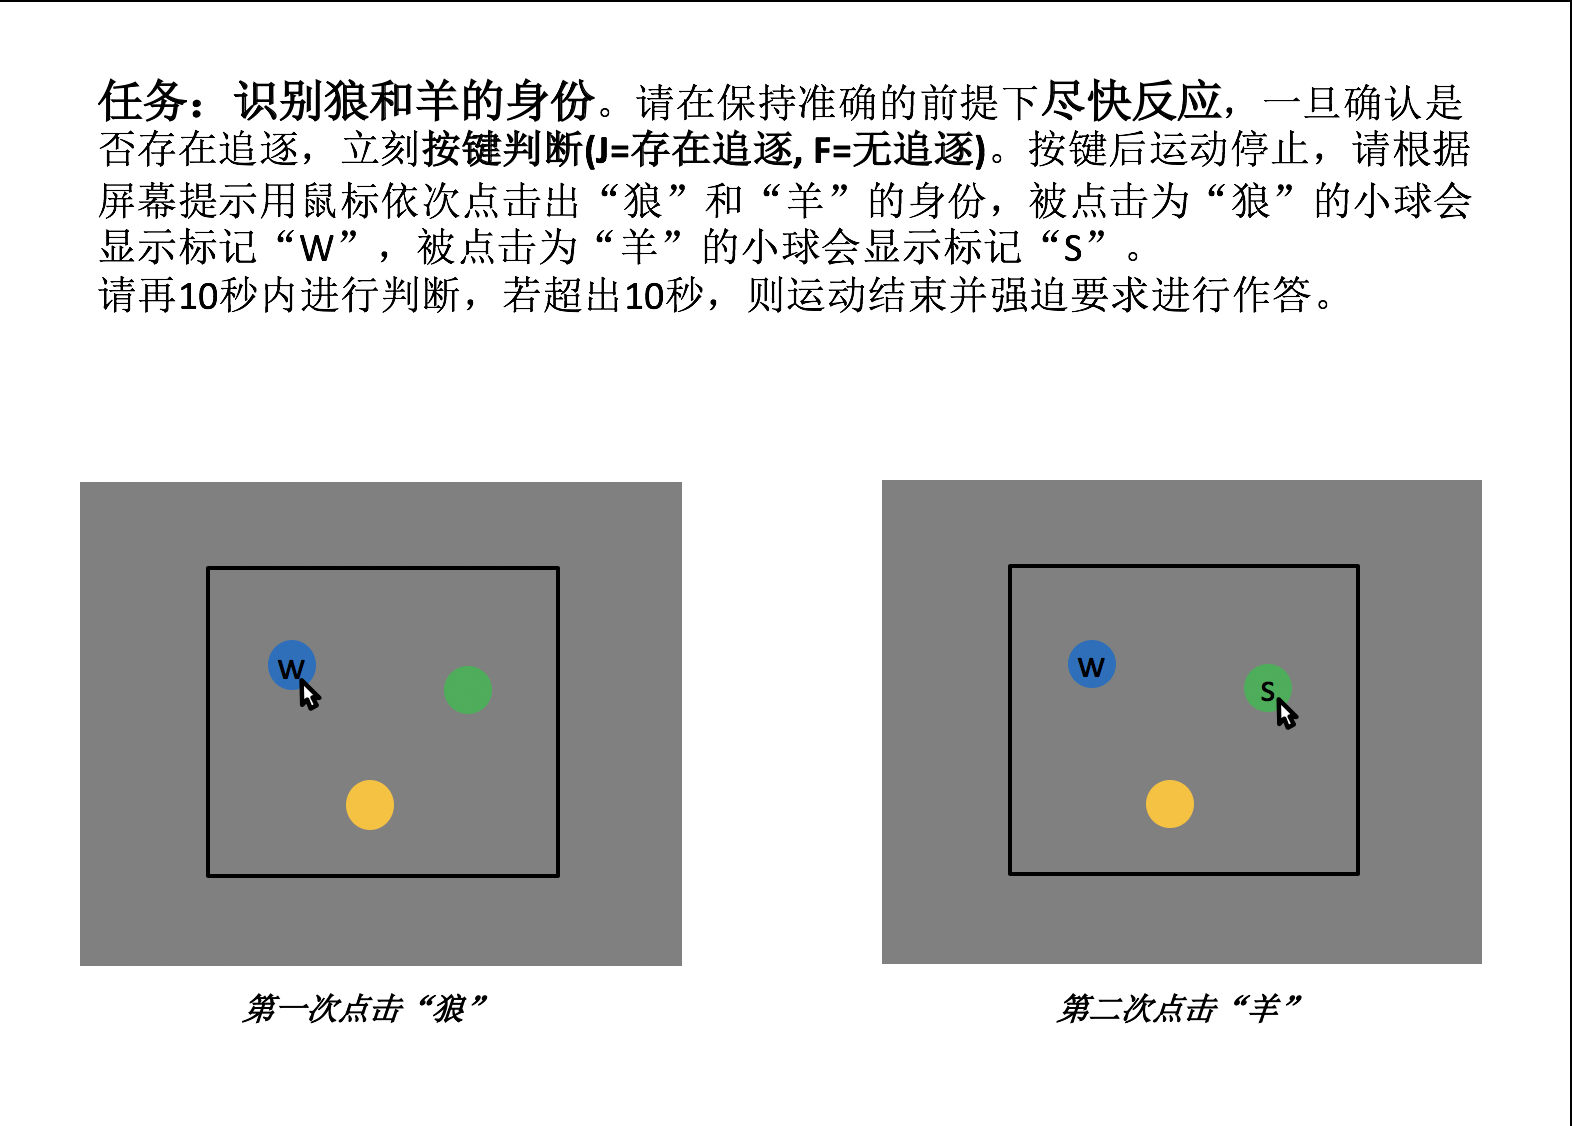 任务：识别狼和羊的身份。请在保持准确的前提下尽快反应，一旦确认是
否存在追逐，立刻按键判断(J=存在追逐, F=无追逐)。按键后运动停止，请根据
屏幕提示用鼠标依次点击出“狼”和“羊”的身份，被点击为“狼”的小球会
显示标记“W”，被点击为“羊”的小球会显示标记“S”。
请再10秒内进行判断，若超出10秒，则运动结束并强迫要求进行作答。
W
W
S
第一次点击“狼”
第二次点击“羊”